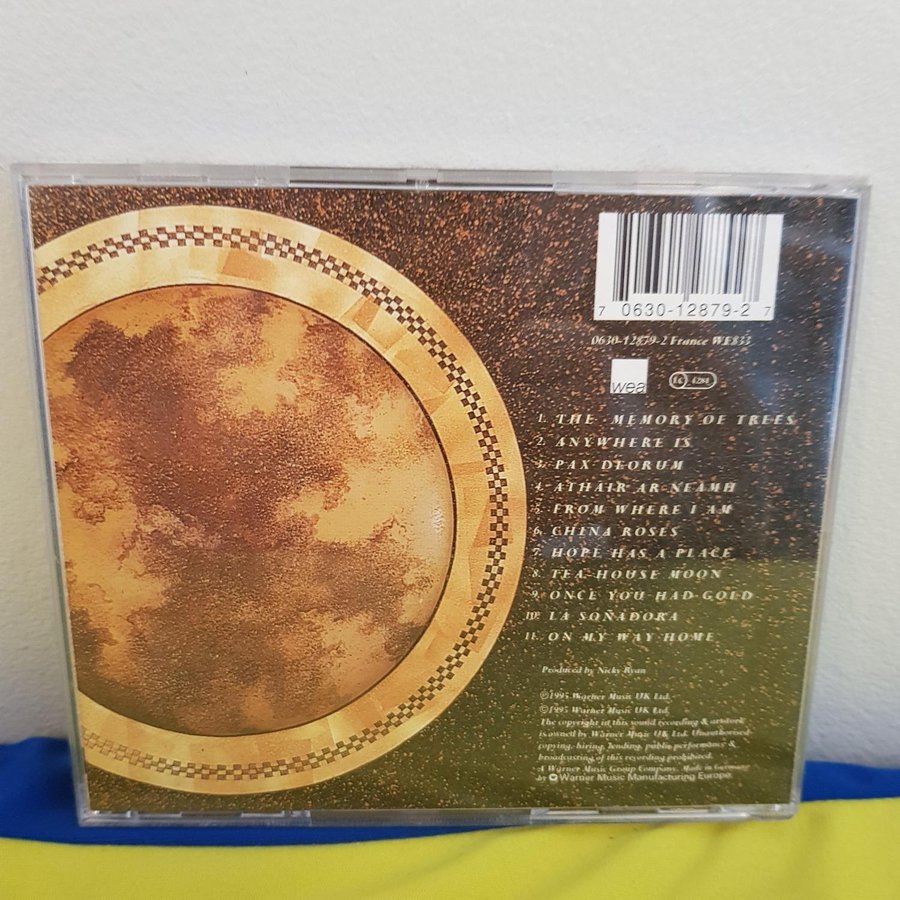 7 0630-12879-2 7
0630-12879-2 France WE833
wea
LC 4281
1. THE MEMORY OF TREES
2. ANYWHERE IS
3. PAX DEORUM
4. ATHAIR AR NEAMH
5. FROM WHERE I AM
6. CHINA ROSES
7. HOPE HAS A PLACE
8. TEA-HOUSE MOON
9. ONCE YOU HAD GOLD
10. LA SOÑADORA
11. ON MY WAY HOME
Produced by Nicky Ryan
℗1995 Warner Music UK Ltd.
©1995 Warner Music UK Ltd.
The copyright in this sound recording & artwork
is owned by Warner Music UK Ltd. Unauthorised
copying, hiring, lending, public performance &
broadcasting of this recording prohibited.
A Warner Music Group Company. Made in Germany
by Warner Music Manufacturing Europe.